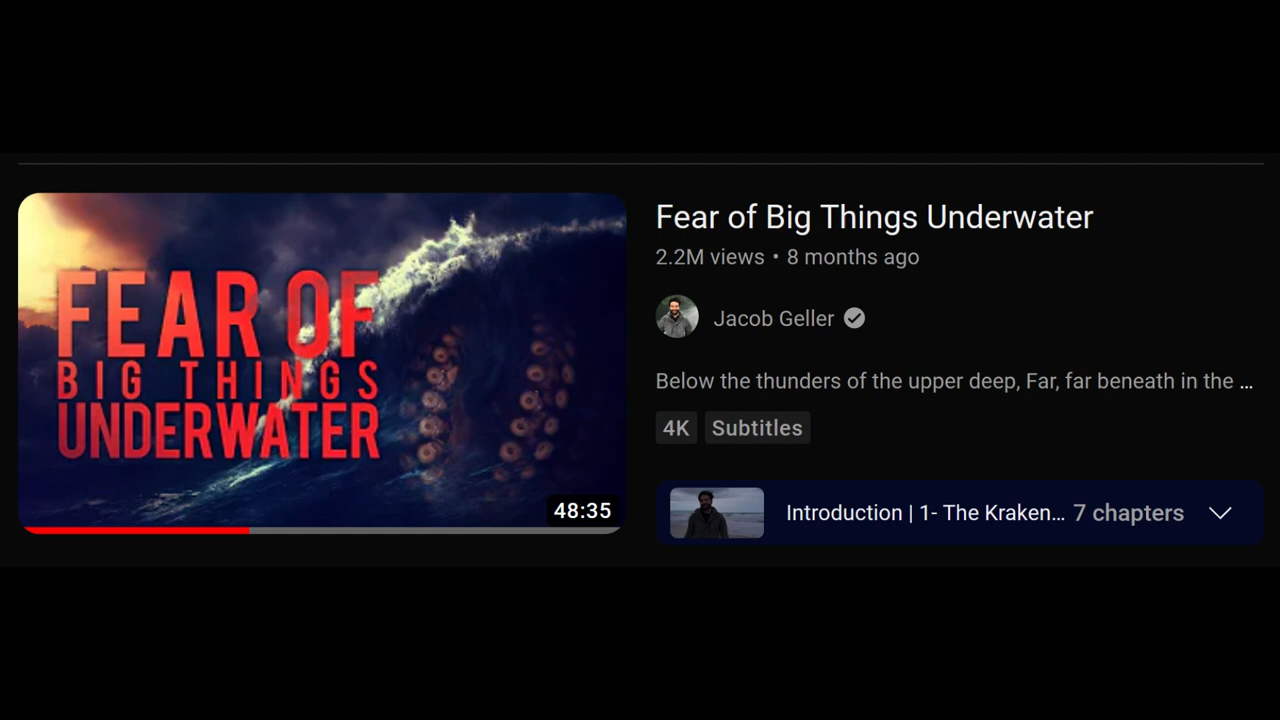 FEAR OF
BIG THINGS
UNDERWATER
48:35
Fear of Big Things Underwater
2.2M views • 8 months ago
Jacob Geller
Below the thunders of the upper deep, Far, far beneath in the ...
4K Subtitles
Introduction | 1- The Kraken... 7 chapters